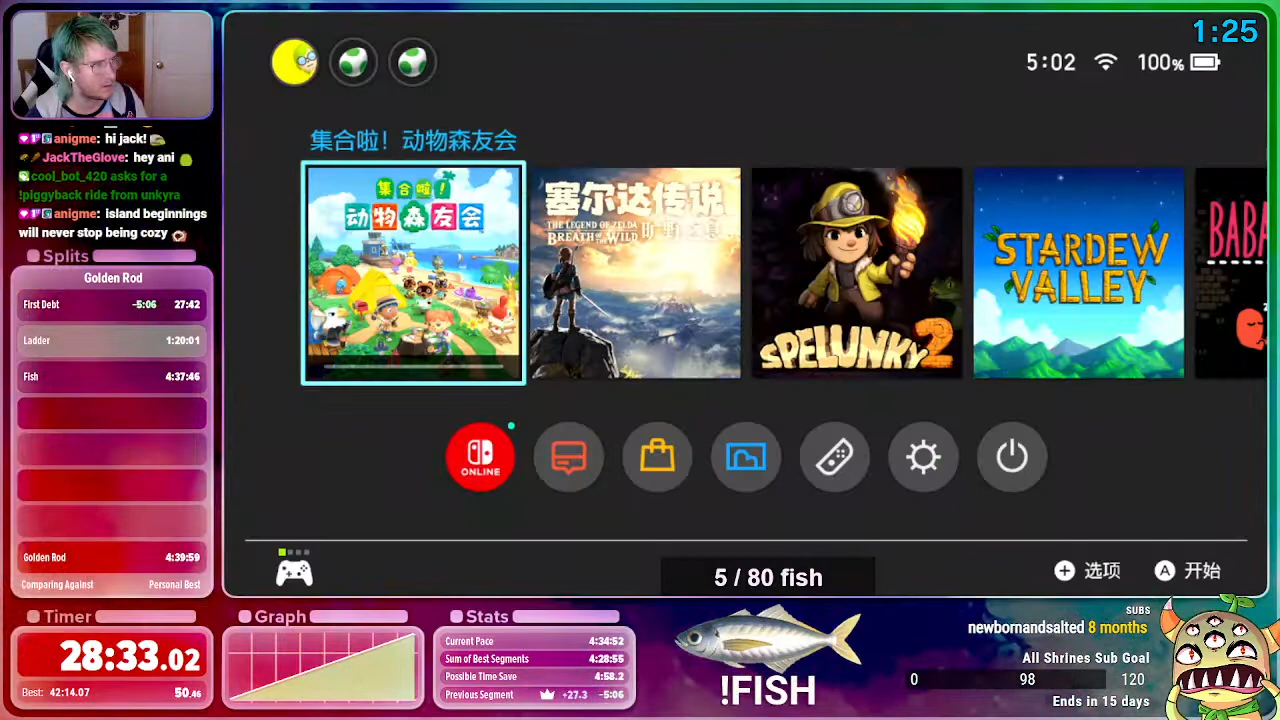 1:25
5:02
100%
anigme: hi jack!
JackTheGlove: hey ani
cool_bot_420 asks for a
!piggyback ride from unkyra
anigme: island beginnings
will never stop being cozy
集合啦！动物森友会
集合啦！
动物森友会
塞尔达传说
THE LEGEND OF ZELDA
BREATH OF THE WILD
SPELUNKY 2
STARDEW
VALLEY
BABA
ONLINE
选项
开始
5 / 80 fish
Splits
Golden Rod
First Debt -5:06 27:42
Ladder 1:20:01
Fish 4:37:46
Golden Rod 4:39:59
Comparing Against Personal Best
Timer
28:33.02
Best: 42:14.07 50.46
Graph
Stats
Current Pace 4:34:52
Sum of Best Segments 4:28:55
Possible Time Save 4:58.2
Previous Segment +27.3 -5:06
!FISH
SUBS
newbornandsalted 8 months
All Shrines Sub Goal
0 98 120
Ends in 15 days